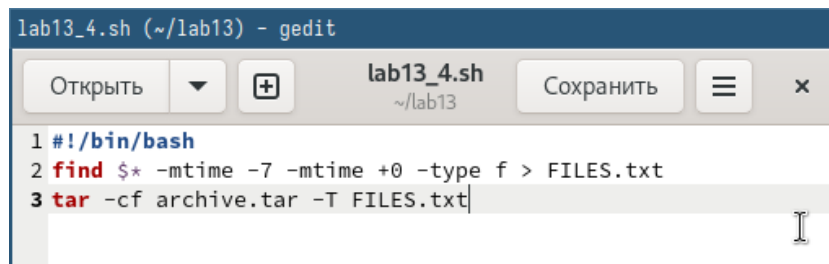 lab13_4.sh (~/lab13) - gedit
Открыть
lab13_4.sh
~/lab13
Сохранить
1 #!/bin/bash
2 find $* -mtime -7 -mtime +0 -type f > FILES.txt
3 tar -cf archive.tar -T FILES.txt